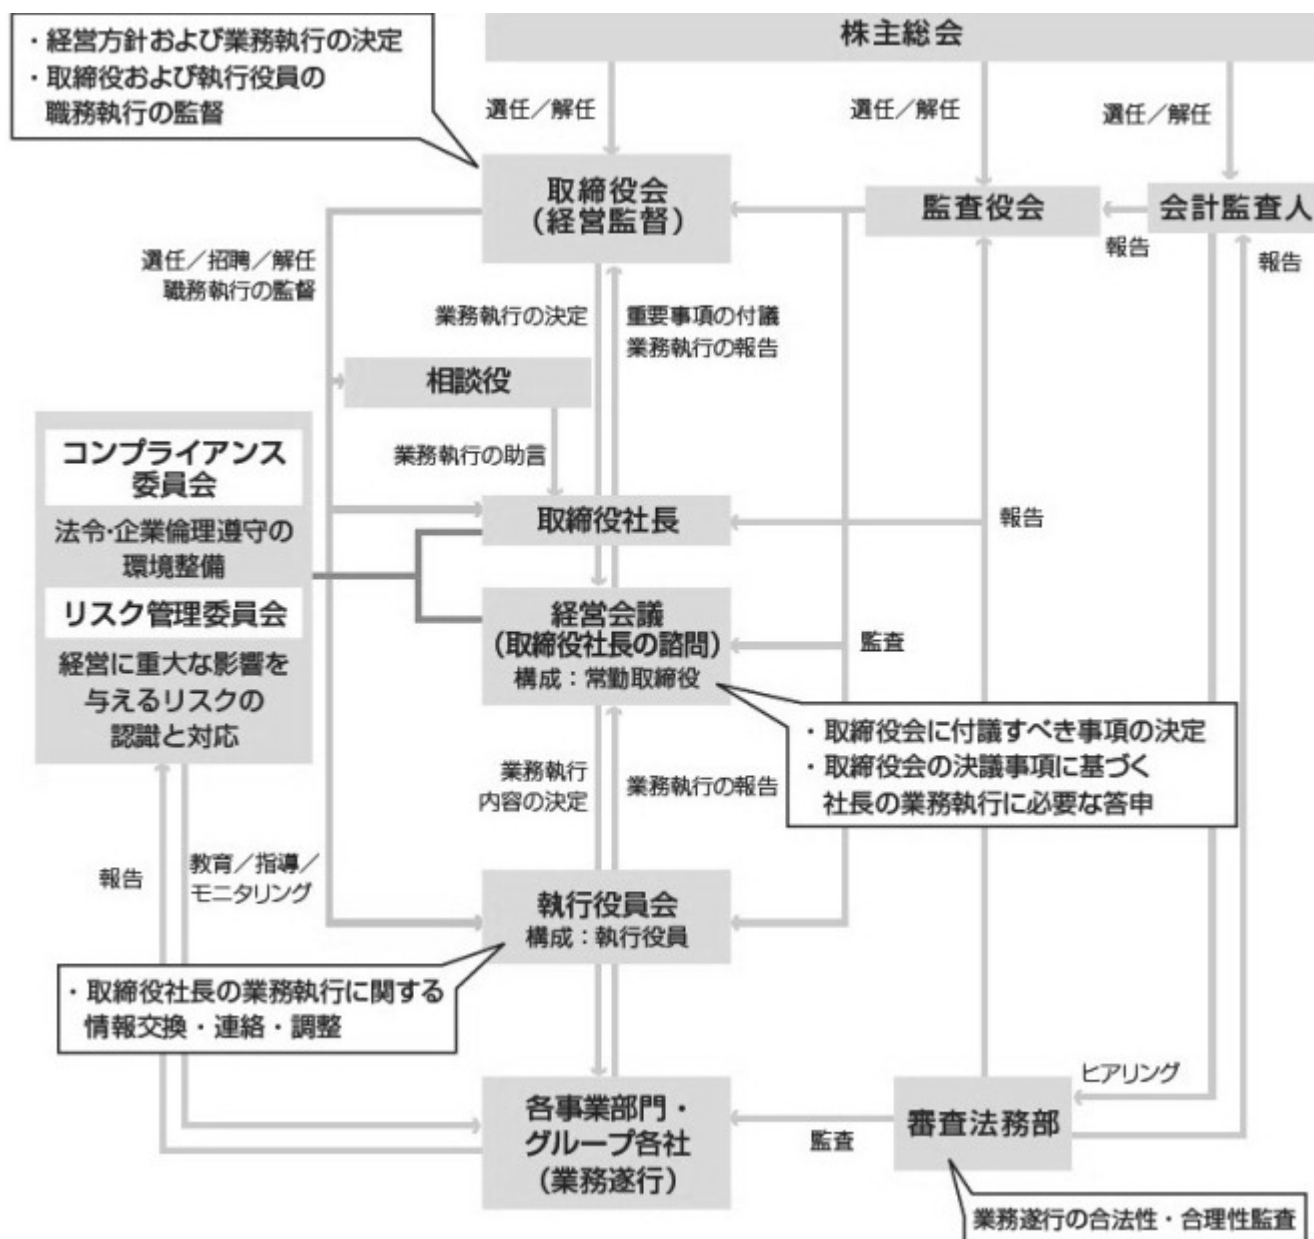 ・経営方針および業務執行の決定
・取締役および執行役員の
職務執行の監督
株主総会
選任／解任
選任／解任
選任／解任
取締役会
（経営監督）
監査役会
会計監査人
報告
報告
選任／招聘／解任
職務執行の監督
業務執行の決定
重要事項の付議
業務執行の報告
相談役
業務執行の助言
コンプライアンス
委員会
法令・企業倫理遵守の
環境整備
リスク管理委員会
経営に重大な影響を
与えるリスクの
認識と対応
取締役社長
報告
経営会議
（取締役社長の諮問）
構成：常勤取締役
監査
・取締役会に付議すべき事項の決定
・取締役会の決議事項に基づく
社長の業務執行に必要な答申
業務執行
内容の決定
業務執行の報告
報告
教育／指導／
モニタリング
執行役員会
構成：執行役員
・取締役社長の業務執行に関する
情報交換・連絡・調整
各事業部門・
グループ各社
（業務遂行）
監査
ヒアリング
審査法務部
業務遂行の合法性・合理性監査